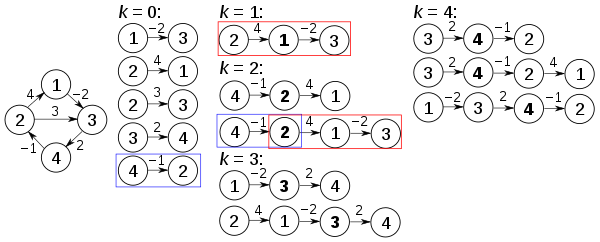 1
4
−2
2
3
3
−1
2
4
k = 0:
1 −2 3
2 4 1
2 3 3
3 2 4
4 −1 2
k = 1:
2 4 1 −2 3
k = 2:
4 −1 2 4 1
4 −1 2 4 1 −2 3
k = 3:
1 −2 3 2 4
2 4 1 −2 3 2 4
k = 4:
3 2 4 −1 2
3 2 4 −1 2 4 1
1 −2 3 2 4 −1 2